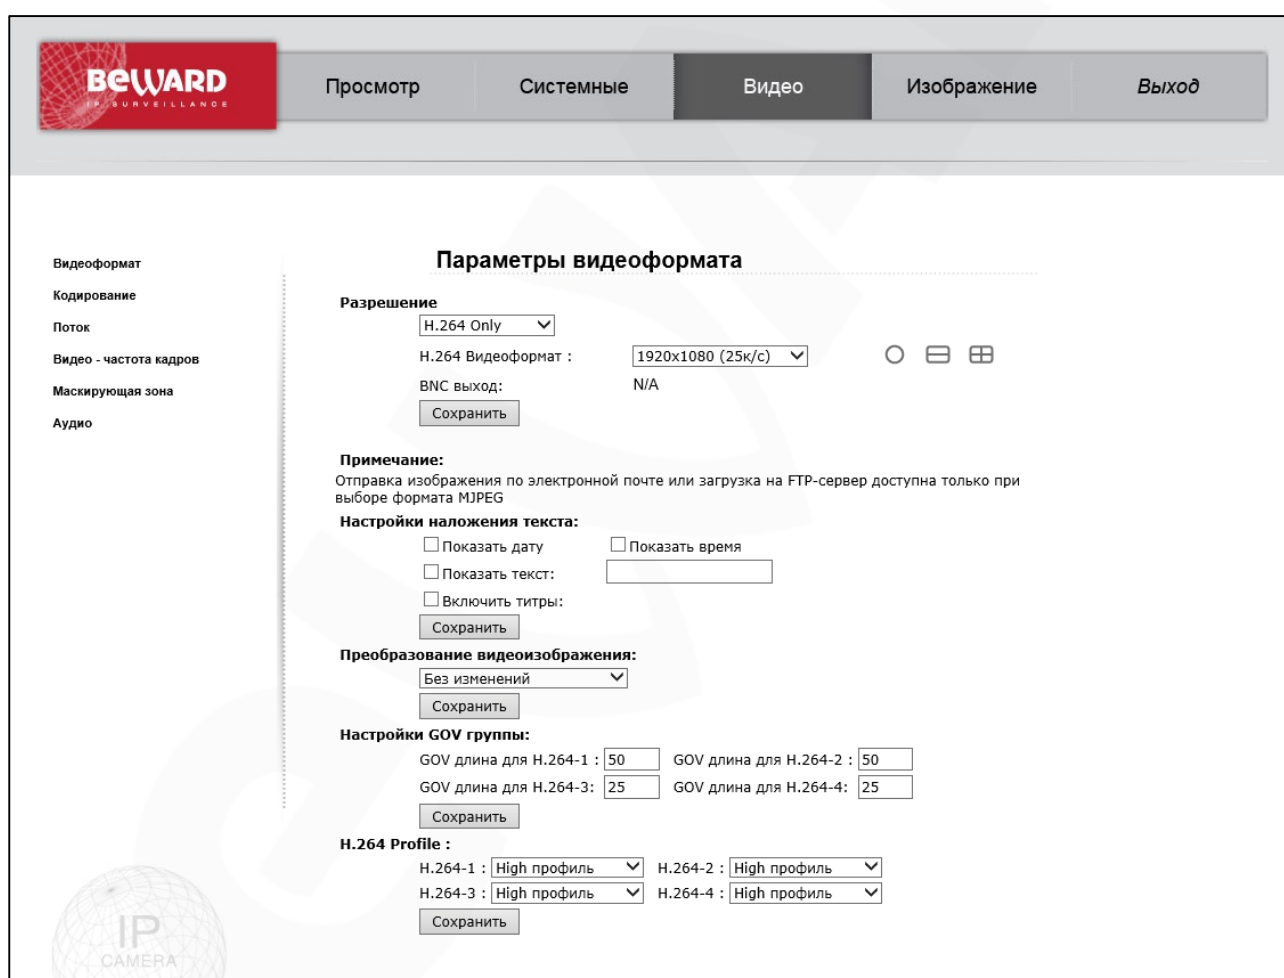 BEWARD
IP SURVEILLANCE
Просмотр Системные Видео Изображение Выход
Параметры видеоформата
Видеоформат
Кодирование
Поток
Видео - частота кадров
Маскирующая зона
Аудио
Разрешение
H.264 Only
H.264 Видеоформат : 1920x1080 (25к/с)
BNC выход: N/A
Сохранить
Примечание:
Отправка изображения по электронной почте или загрузка на FTP-сервер доступна только при
выборе формата MJPEG
Настройки наложения текста:
Показать дату Показать время
Показать текст:
Включить титры:
Сохранить
Преобразование видеоизображения:
Без изменений
Сохранить
Настройки GOV группы:
GOV длина для H.264-1 : 50 GOV длина для H.264-2 : 50
GOV длина для H.264-3: 25 GOV длина для H.264-4: 25
Сохранить
H.264 Profile :
H.264-1 : High профиль H.264-2 : High профиль
H.264-3 : High профиль H.264-4 : High профиль
Сохранить
IP
CAMERA